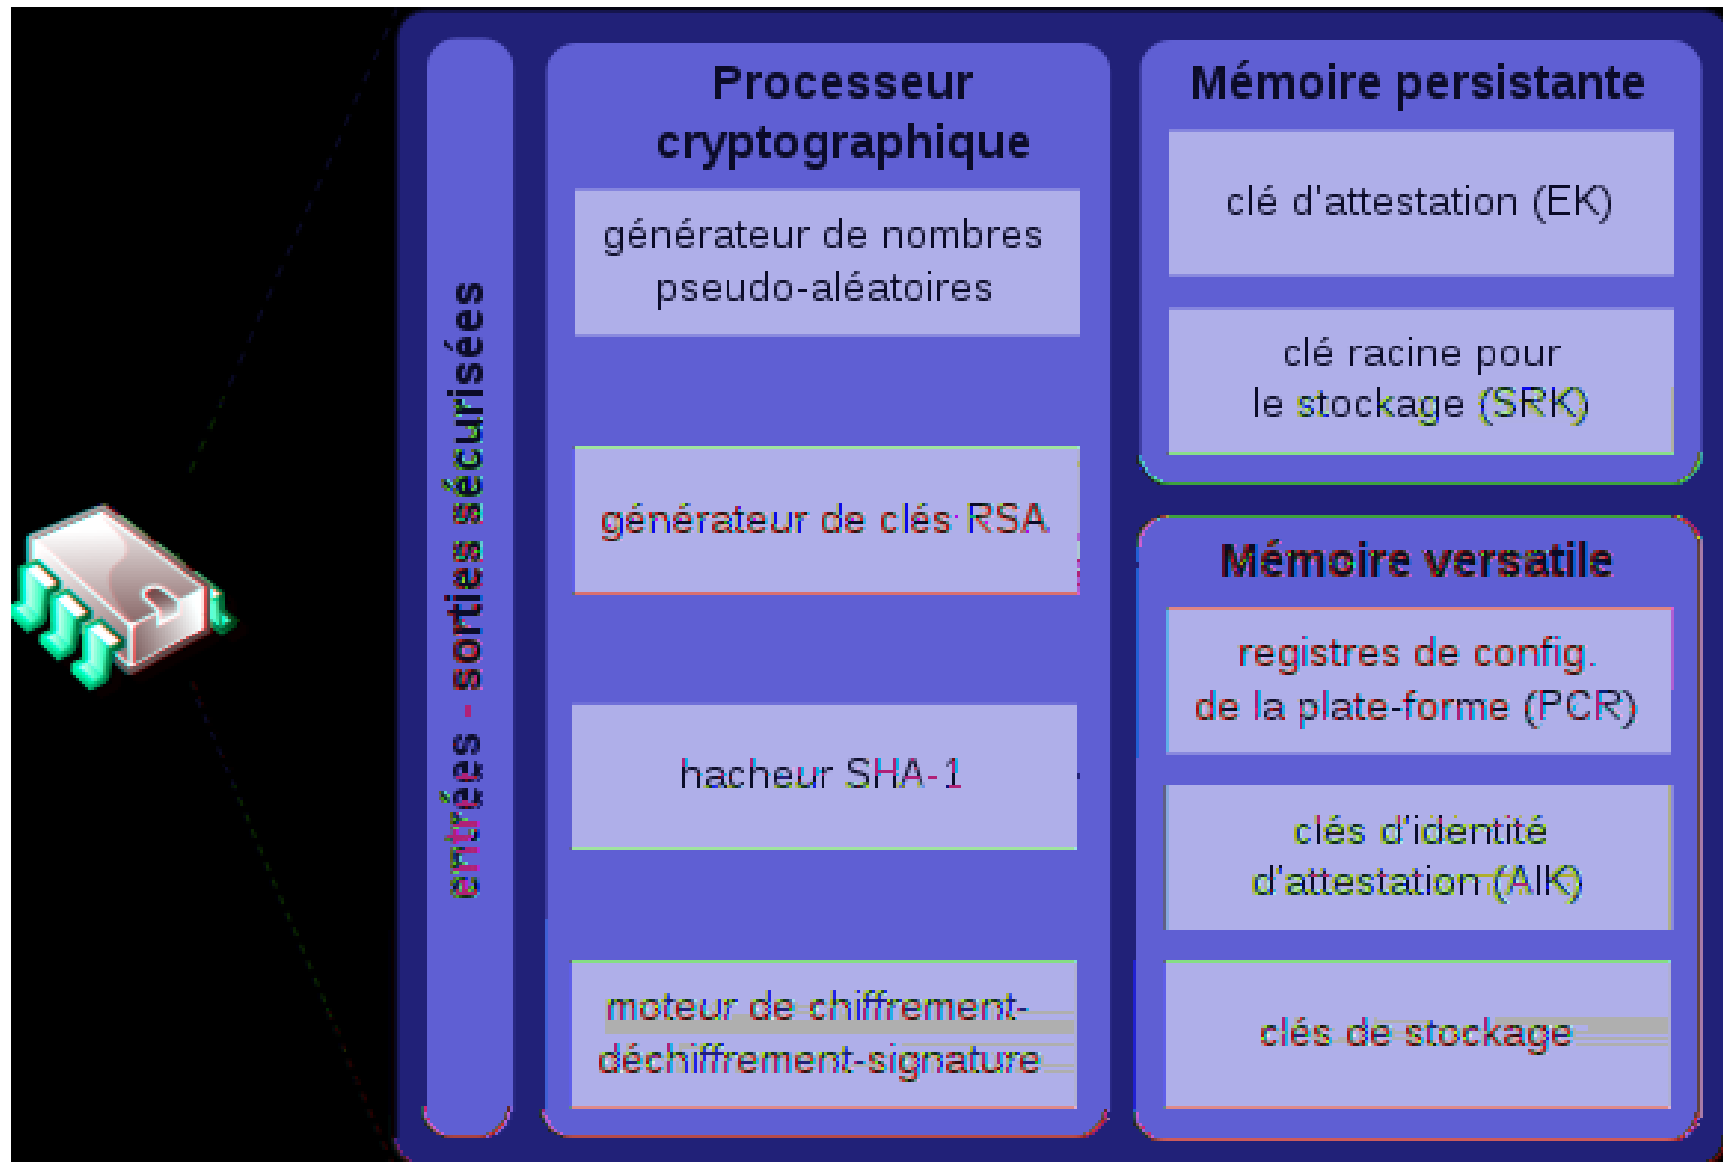 entrées - sorties sécurisées
Processeur
cryptographique
générateur de nombres
pseudo-aléatoires
générateur de clés RSA
hacheur SHA-1
moteur de chiffrement-
déchiffrement-signature
Mémoire persistante
clé d'attestation (EK)
clé racine pour
le stockage (SRK)
Mémoire versatile
registres de config.
de la plate-forme (PCR)
clés d'identité
d'attestation (AIK)
clés de stockage